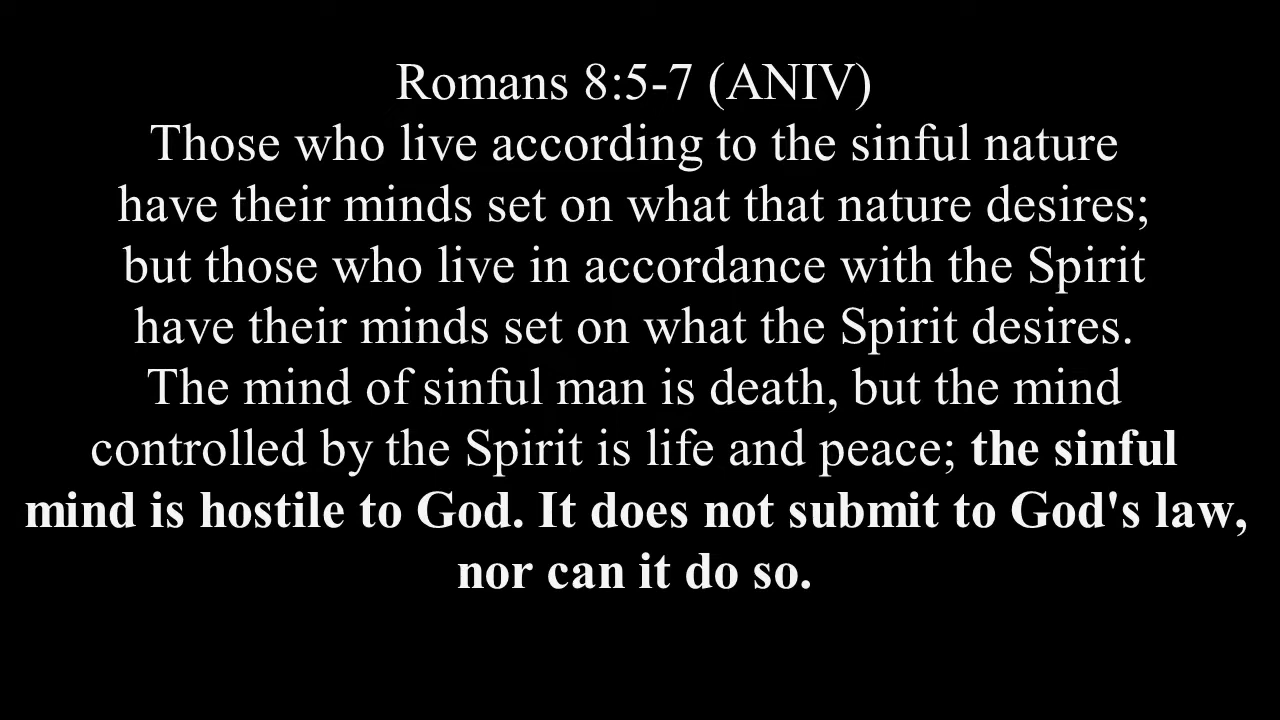 Romans 8:5-7 (ANIV)
Those who live according to the sinful nature
have their minds set on what that nature desires;
but those who live in accordance with the Spirit
have their minds set on what the Spirit desires.
The mind of sinful man is death, but the mind
controlled by the Spirit is life and peace; the sinful
mind is hostile to God. It does not submit to God's law,
nor can it do so.